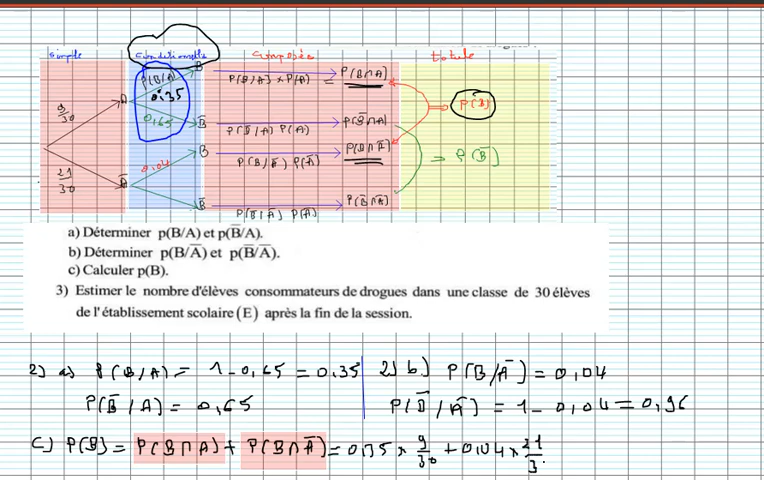 simple conditionnelle composée totale
P(B/A) B P(B/A) × P(A) = P(B∩A)
9/30 A 0.35 P(B)
0,65 B̄ P(B̄/A) P(A) P(B̄∩A)
21/30 Ā 0.04 B P(B/Ā) P(Ā) P(B∩Ā) = P(B̄)
B̄ P(B̄/Ā) P(Ā) P(B̄∩Ā)
a) Déterminer p(B/A) et p(B̄/A).
b) Déterminer p(B/Ā) et p(B̄/Ā).
c) Calculer p(B).
3) Estimer le nombre d'élèves consommateurs de drogues dans une classe de 30 élèves
de l'établissement scolaire (E) après la fin de la session.
2) a) P(B/A) = 1-0,65 = 0.35 2) b.) P(B/Ā) = 0,04
P(B̄/A) = 0,65 P(B̄/Ā) = 1-0,04 = 0,96
c) P(B) = P(B∩A) + P(B∩Ā) = 0,35 × 9/30 + 0,04 × 21/3